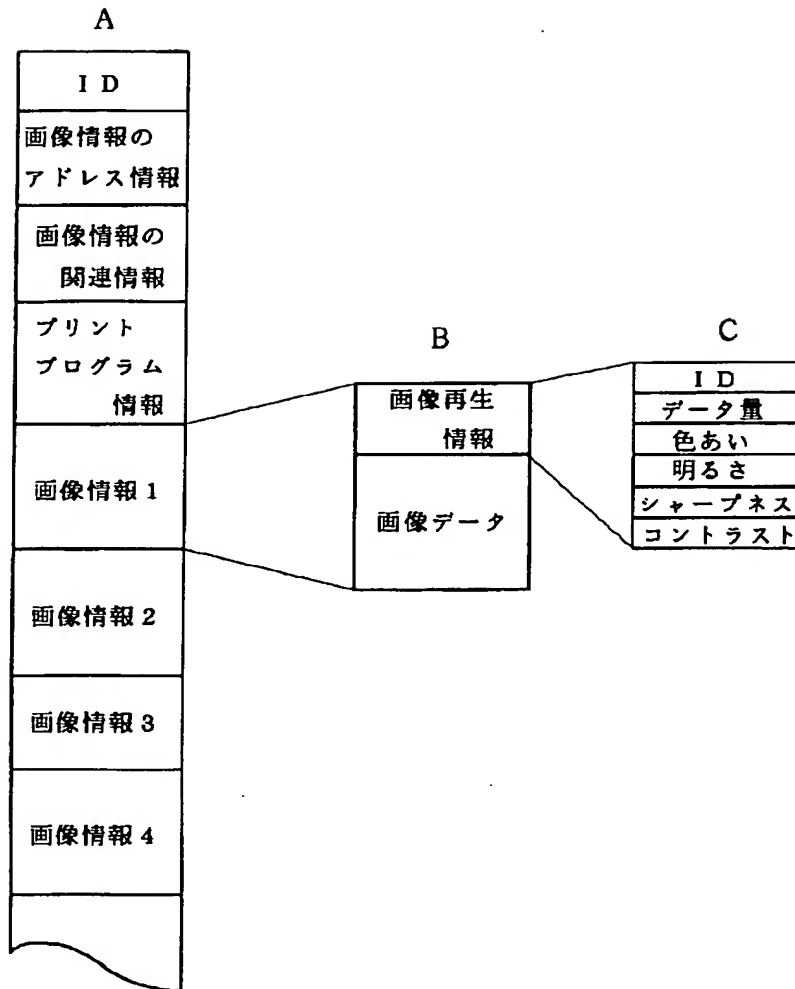 A
ID
画像情報の
アドレス情報
画像情報の
関連情報
プリント
プログラム
情報
画像情報1
画像情報2
画像情報3
画像情報4
B
画像再生
情報
画像データ
C
ID
データ量
色あい
明るさ
シャープネス
コントラスト